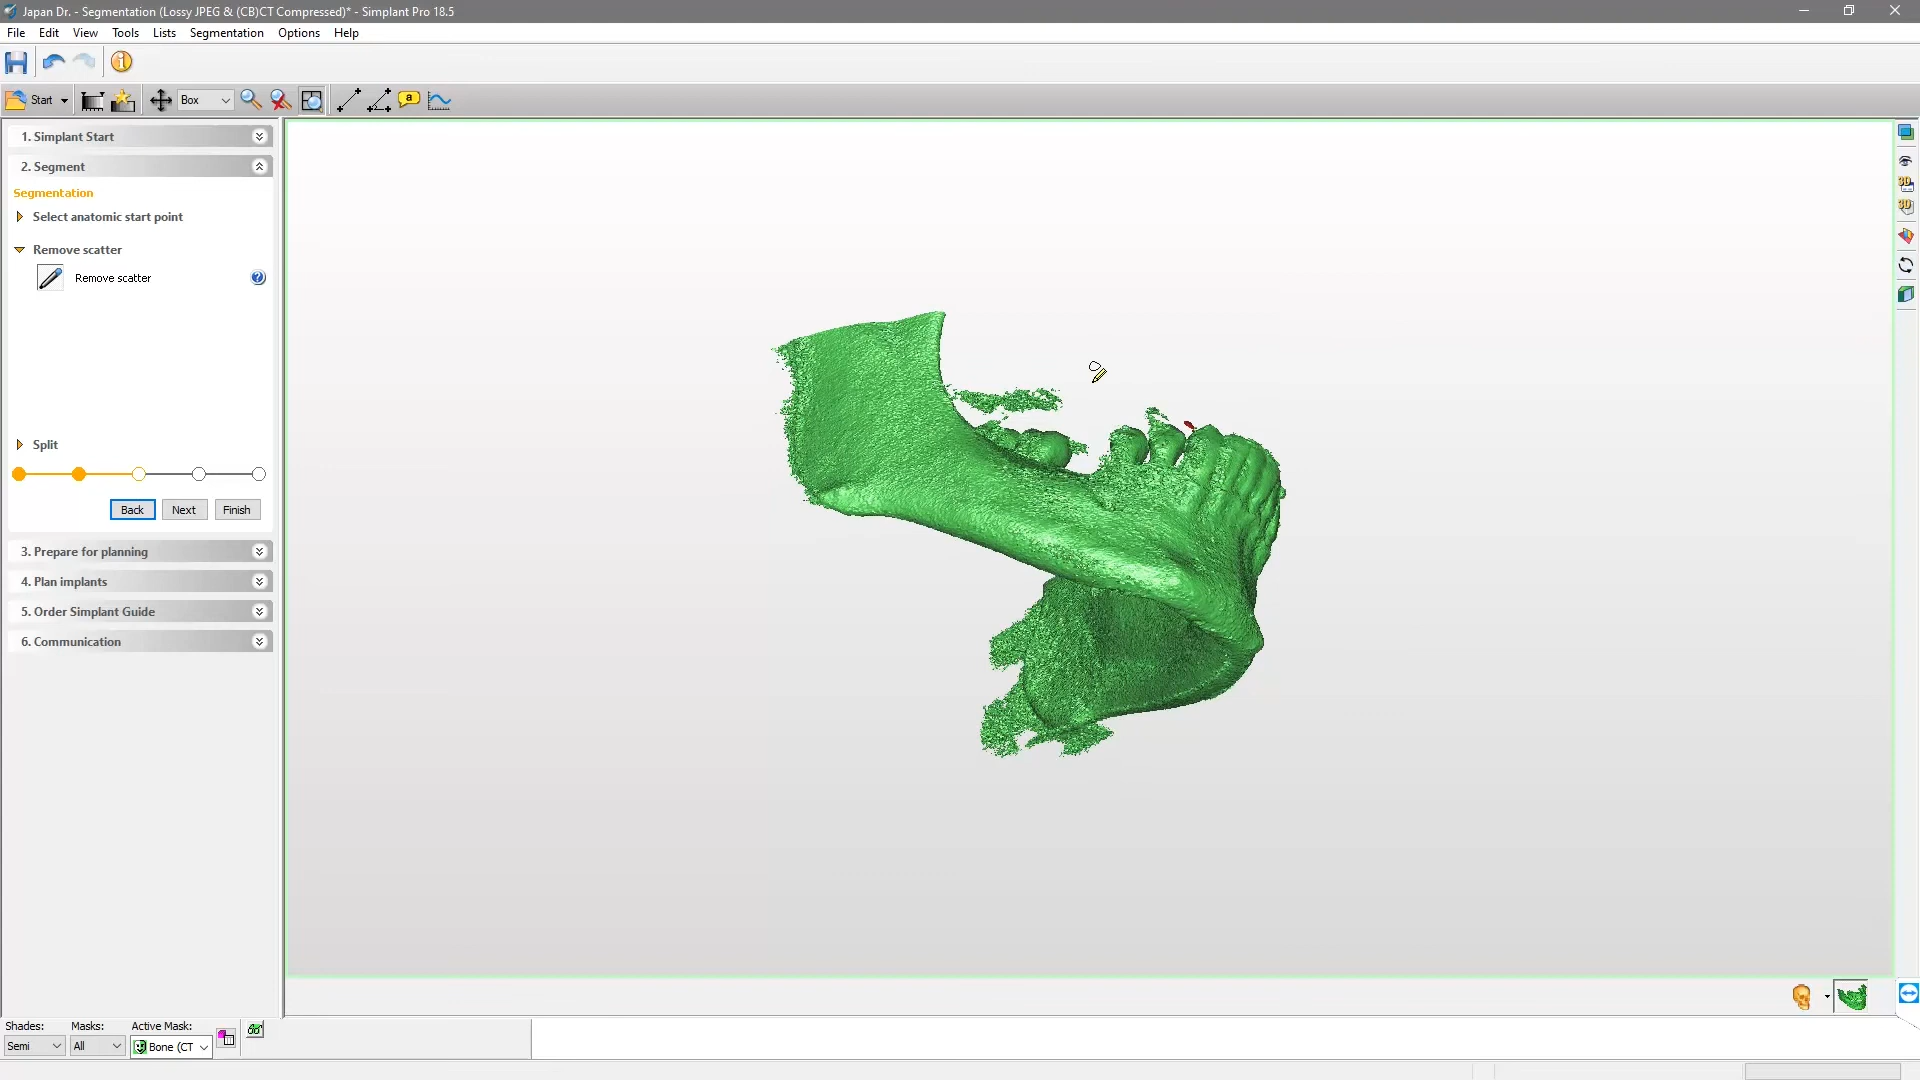 Japan Dr. - Segmentation (Lossy JPEG & (CB)CT Compressed)* - Simplant Pro 18.5
File Edit View Tools Lists Segmentation Options Help
Start Box a
1. Simplant Start
2. Segment
Segmentation
Select anatomic start point
Remove scatter
Remove scatter
Split
Back Next Finish
3. Prepare for planning
4. Plan implants
5. Order Simplant Guide
6. Communication
3D
3D
Shades: Masks: Active Mask:
Semi All Bone (CT